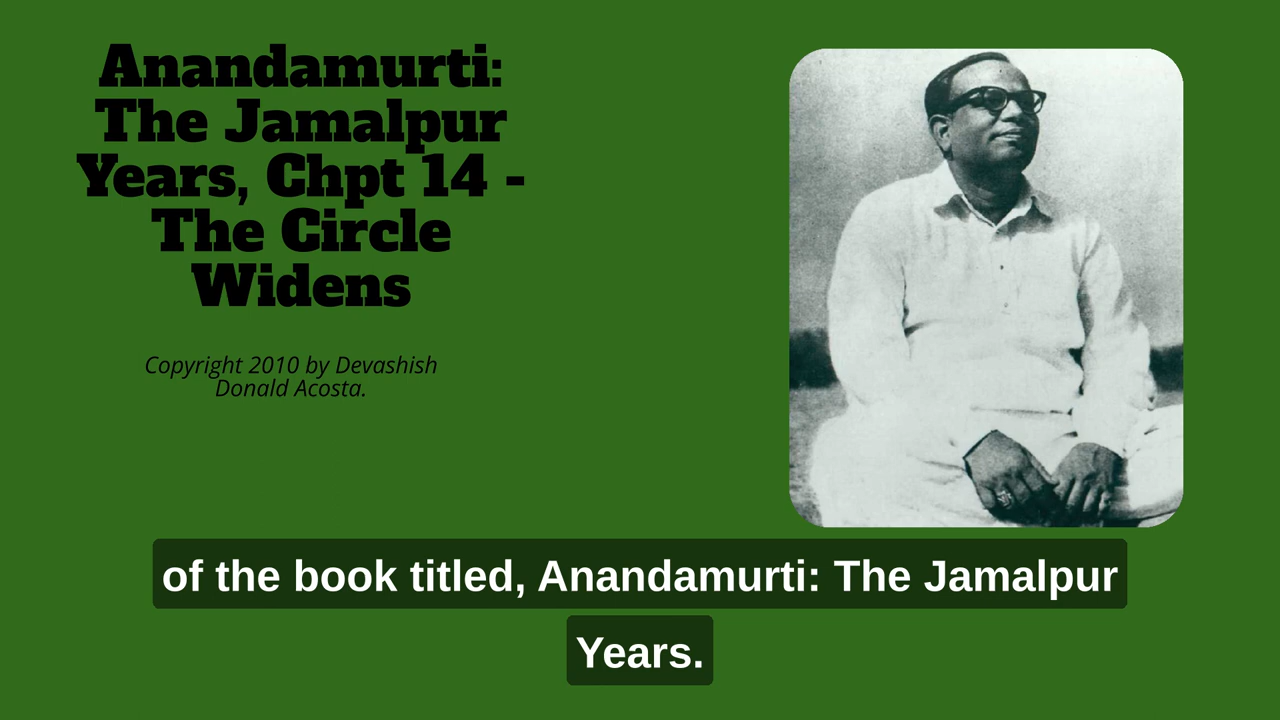 Anandamurti:
The Jamalpur
Years, Chpt 14 -
The Circle
Widens
Copyright 2010 by Devashish
Donald Acosta.
of the book titled, Anandamurti: The Jamalpur
Years.